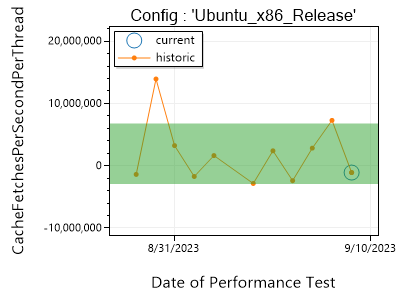 Config : 'Ubuntu_x86_Release'
CacheFetchesPerSecondPerThread
20,000,000
10,000,000
0
-10,000,000
current
historic
8/31/2023
9/10/2023
Date of Performance Test